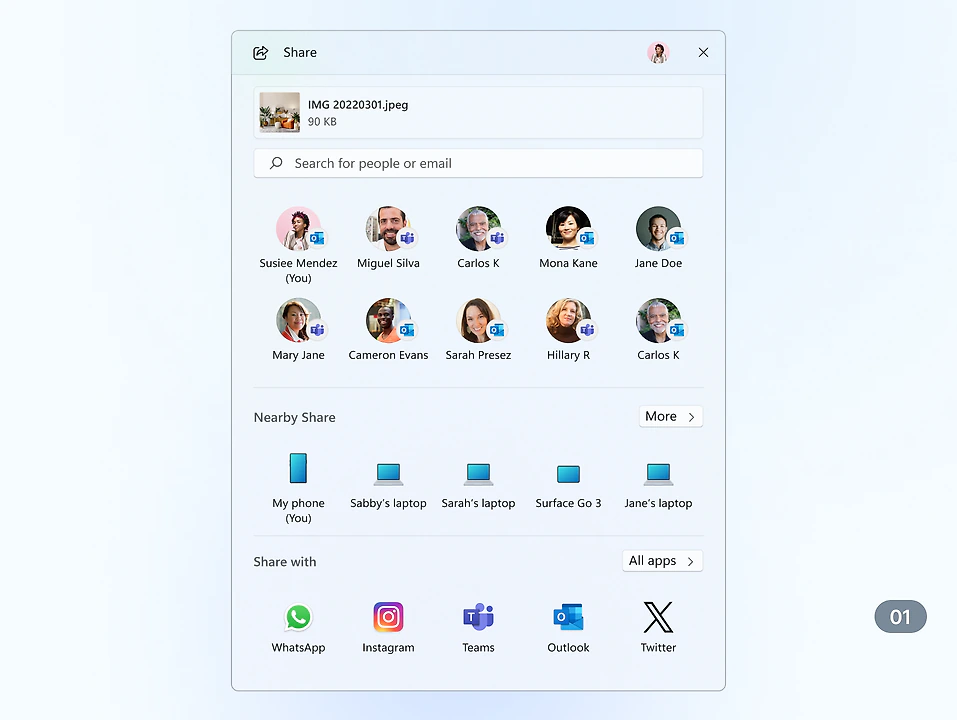 Share
IMG 20220301.jpeg
90 KB
Search for people or email
Susiee Mendez
(You)
Miguel Silva
Carlos K
Mona Kane
Jane Doe
Mary Jane
Cameron Evans
Sarah Presez
Hillary R
Carlos K
Nearby Share
More
My phone
(You)
Sabby's laptop
Sarah's laptop
Surface Go 3
Jane's laptop
Share with
All apps
WhatsApp
Instagram
Teams
Outlook
Twitter
01